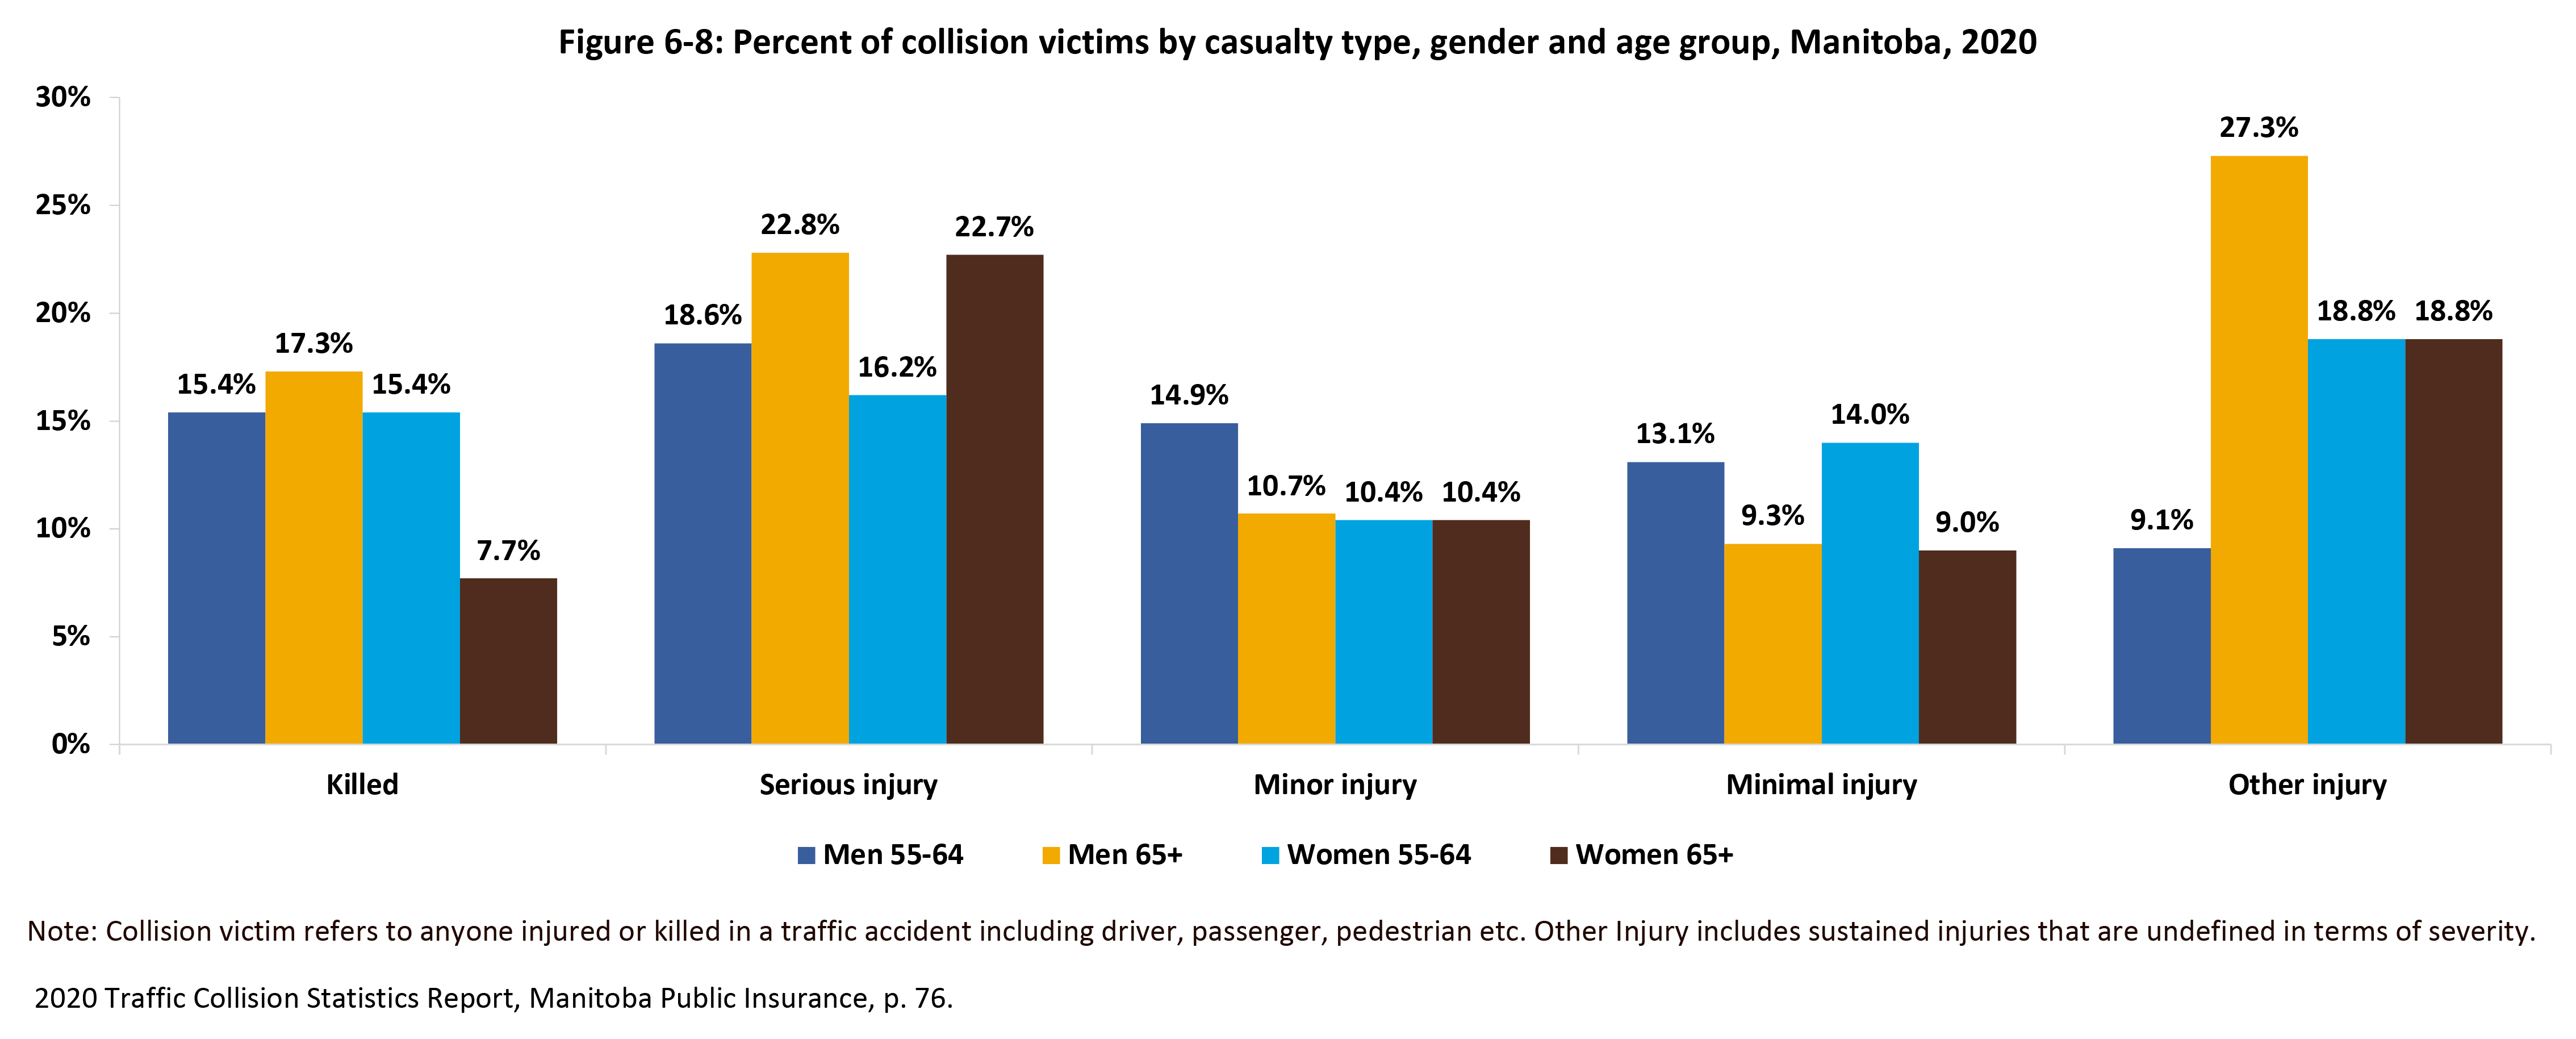 Figure 6-8: Percent of collision victims by casualty type, gender and age group, Manitoba, 2020
30%
25%
20%
15%
10%
5%
0%
15.4%
17.3%
15.4%
7.7%
18.6%
22.8%
16.2%
22.7%
14.9%
10.7%
10.4%
10.4%
13.1%
9.3%
14.0%
9.0%
9.1%
27.3%
18.8%
18.8%
Killed
Serious injury
Minor injury
Minimal injury
Other injury
Men 55-64
Men 65+
Women 55-64
Women 65+
Note: Collision victim refers to anyone injured or killed in a traffic accident including driver, passenger, pedestrian etc. Other Injury includes sustained injuries that are undefined in terms of severity.
2020 Traffic Collision Statistics Report, Manitoba Public Insurance, p. 76.